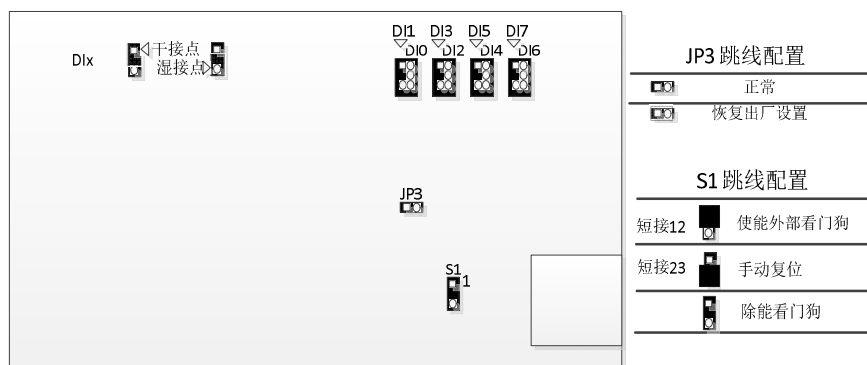 DI1 DI3 DI5 DI7
DI0 DI2 DI4 DI6
DIx
干接点
湿接点
JP3
S1
1
JP3 跳线配置
正常
恢复出厂设置
S1 跳线配置
短接12 使能外部看门狗
短接23 手动复位
除能看门狗